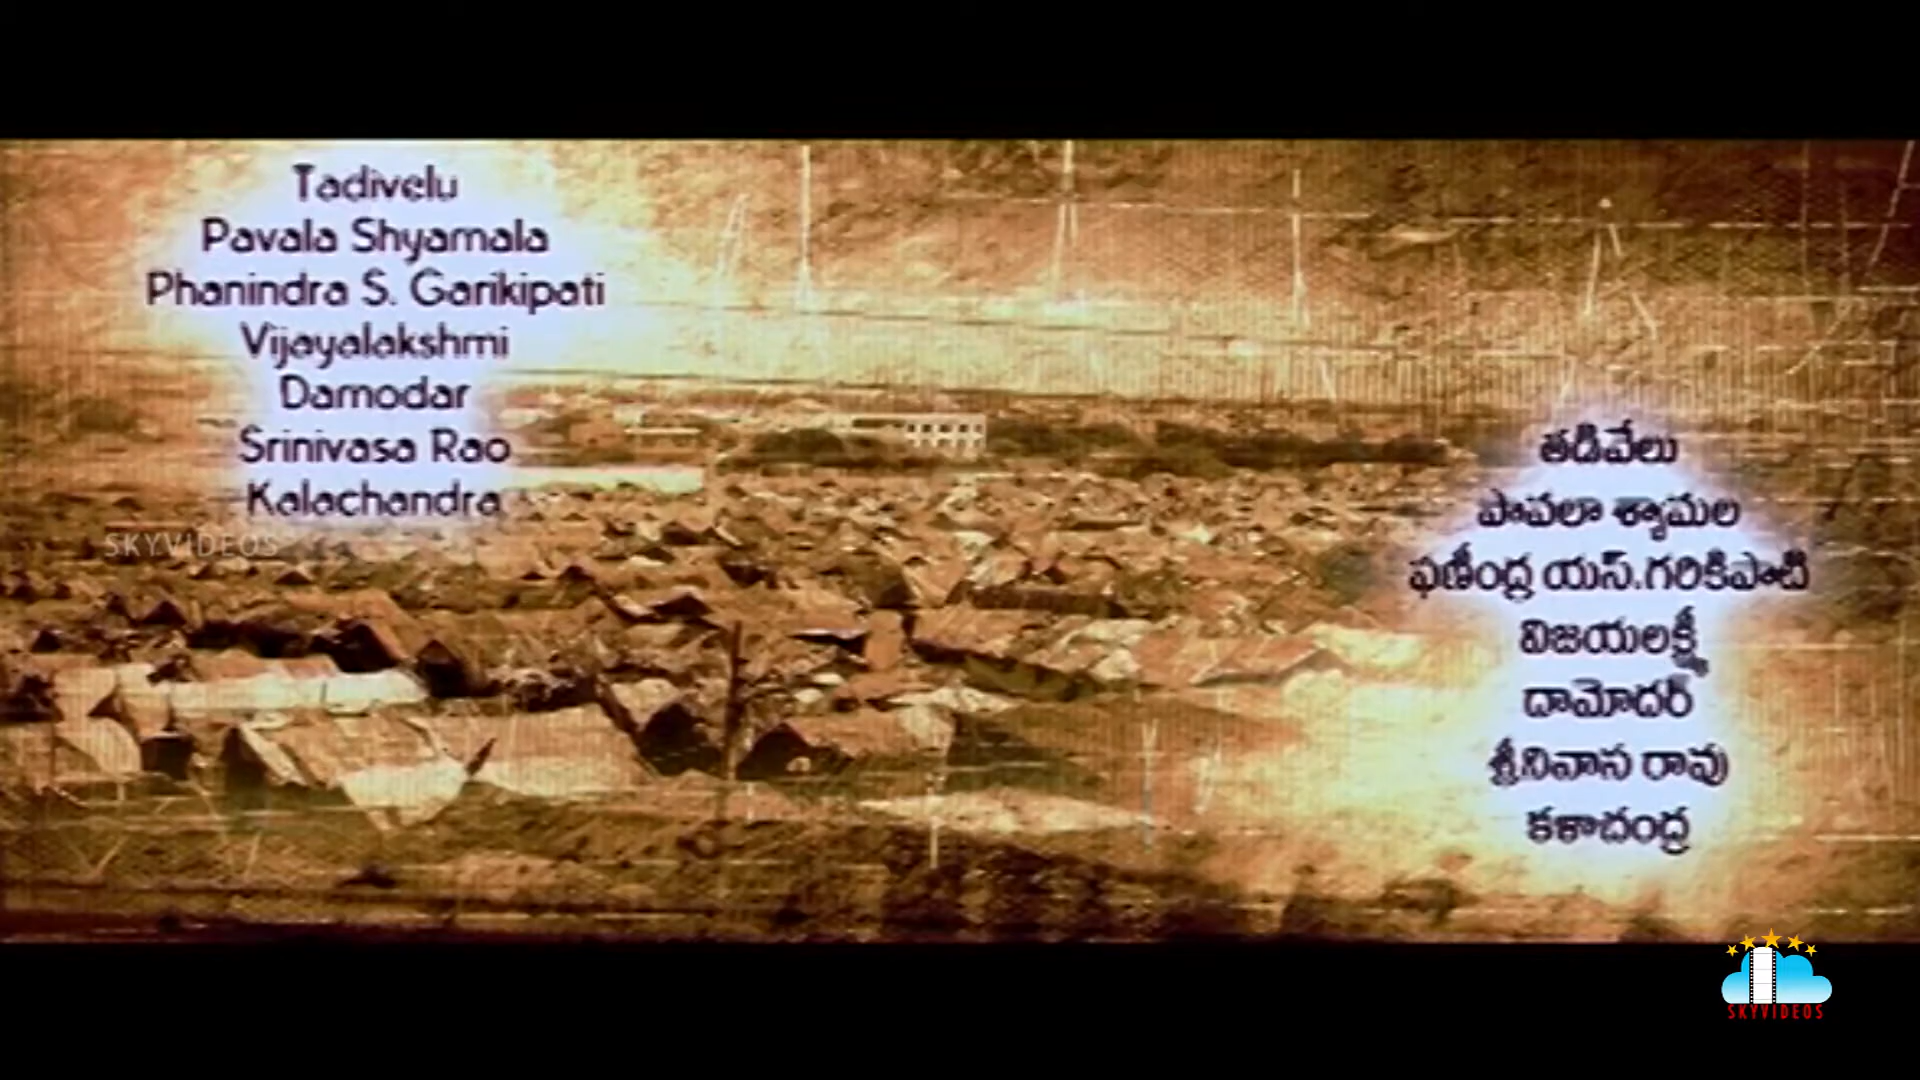 Tadivelu
Pavala Shyamala
Phanindra S. Garikipati
Vijayalakshmi
Damodar
Srinivasa Rao
Kalachandra
SKYVIDEOS
తడివేలు
పావలా శ్యామల
ఫణీంద్ర యస్.గరికిపాటి
విజయలక్ష్మీ
దామోదర్
శ్రీనివాస రావు
కళాచంద్ర
SKYVIDEOS